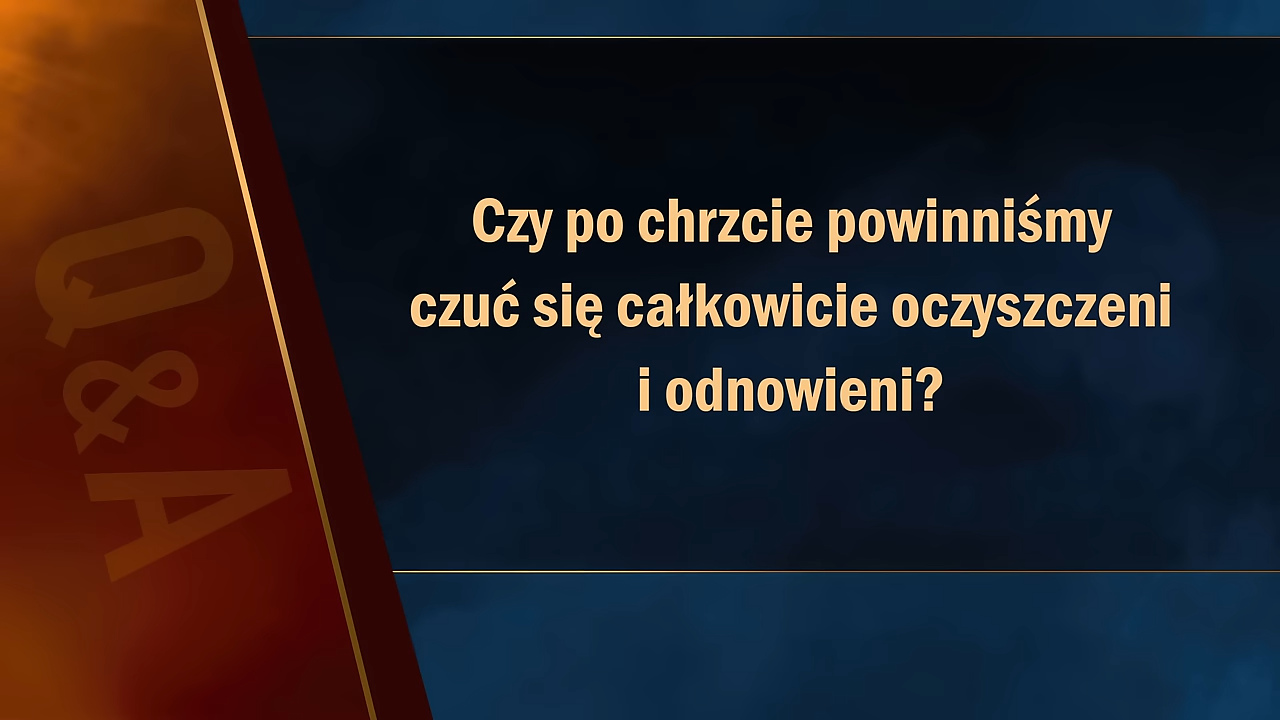 Q & A
Czy po chrzcie powinniśmy
czuć się całkowicie oczyszczeni
i odnowieni?